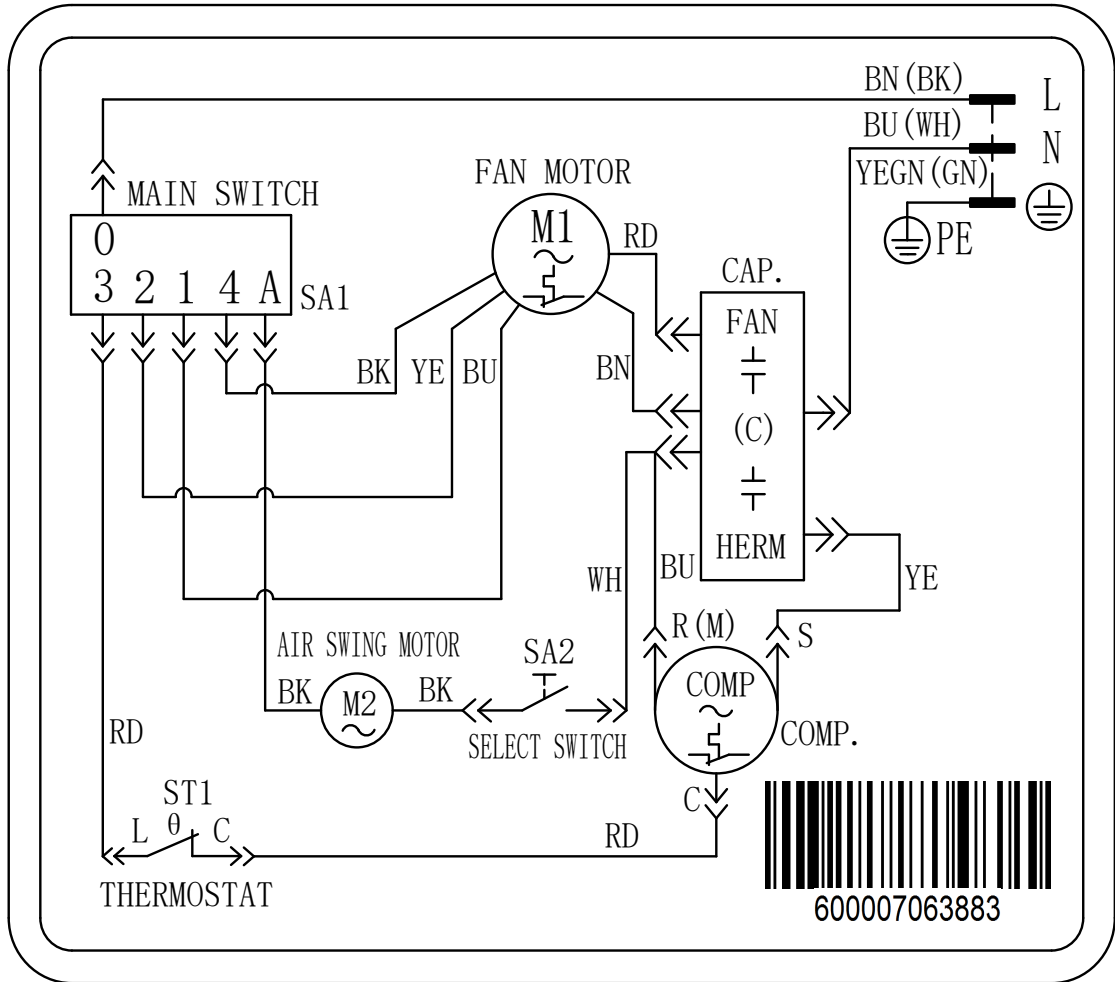 BN(BK)
L
BU(WH)
N
YEGN(GN)
PE
MAIN SWITCH
FAN MOTOR
0
3 2 1 4 A
SA1
M1
RD
CAP.
FAN
BK YE BU
BN
(C)
HERM
WH
BU
YE
R(M)
S
AIR SWING MOTOR
SA2
BK
M2
BK
COMP
RD
SELECT SWITCH
COMP.
ST1
C
L θ C
RD
THERMOSTAT
600007063883